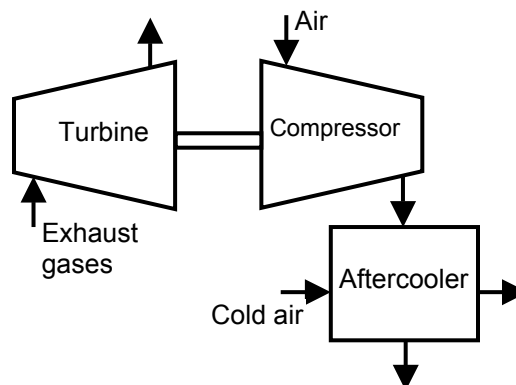 Air
Turbine
Compressor
Exhaust
gases
Aftercooler
Cold air